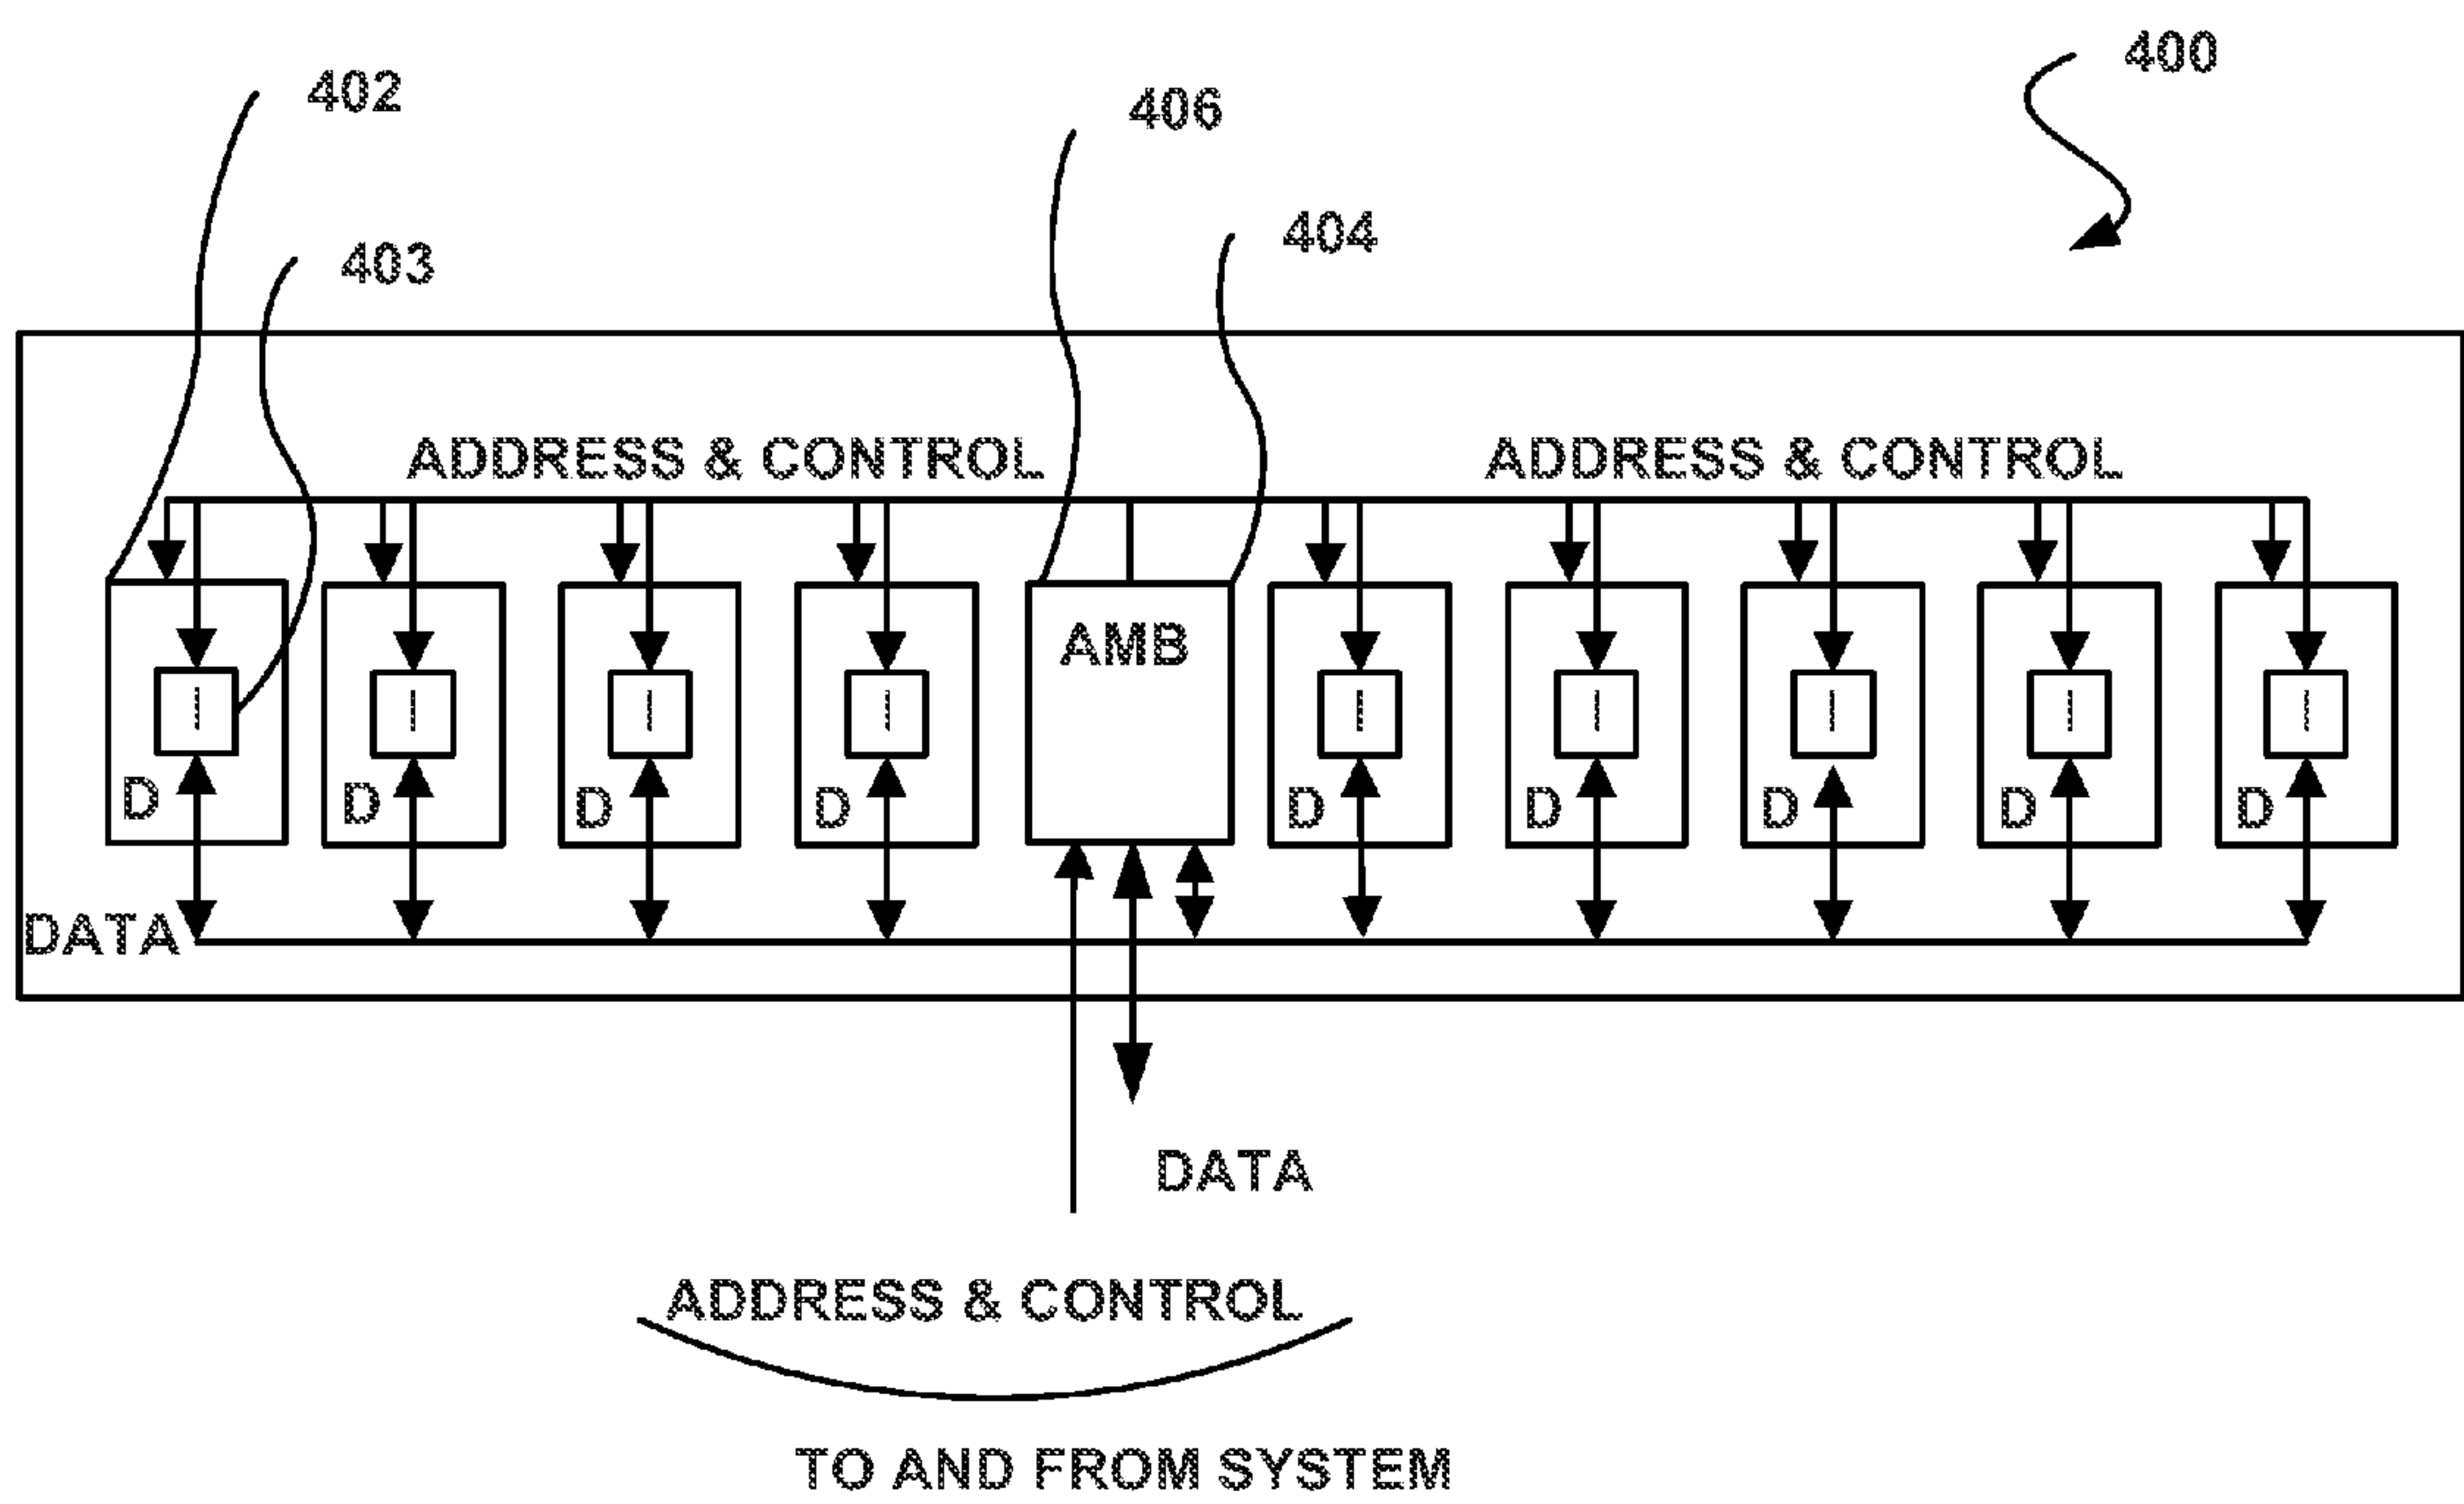 400
402
406
404
403
ADDRESS & CONTROL ADDRESS & CONTROL
AMB
I I I I I I I I I
D D D D D D D D D
DATA
DATA
ADDRESS & CONTROL
TO AND FROM SYSTEM